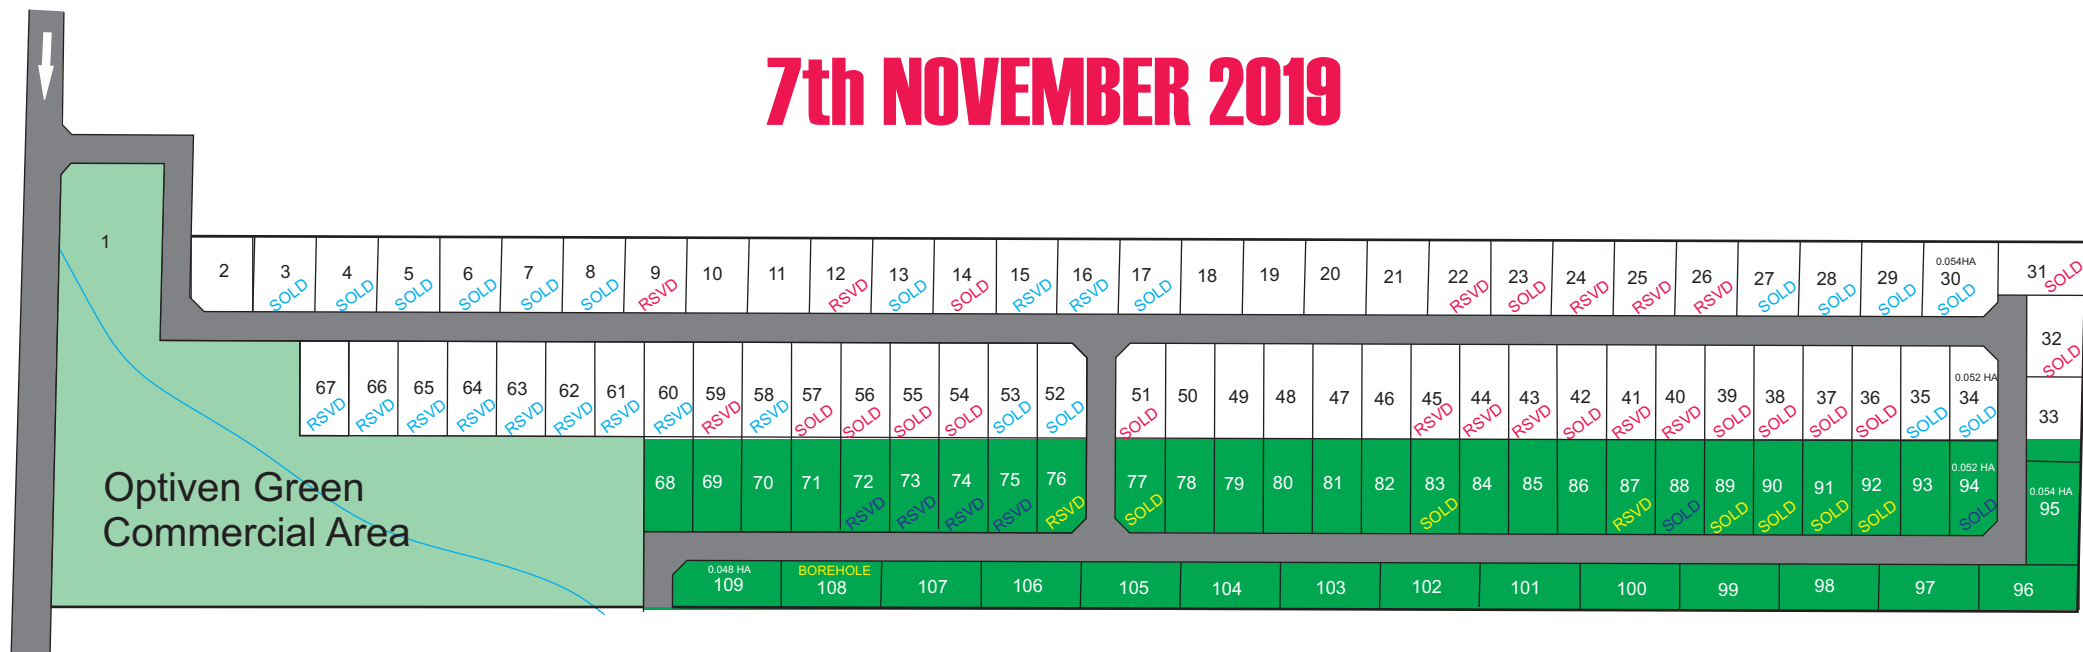 7th NOVEMBER 2019
1
2
3 SOLD
4 SOLD
5 SOLD
6 SOLD
7 SOLD
8 SOLD
9 RSVD
10
11
12 RSVD
13 SOLD
14 SOLD
15 RSVD
16 RSVD
17 SOLD
18
19
20
21
22 RSVD
23 SOLD
24 RSVD
25 RSVD
26 RSVD
27 SOLD
28 SOLD
29 SOLD
0.054HA
30 SOLD
31 SOLD
32 SOLD
33
67 RSVD
66 RSVD
65 RSVD
64 RSVD
63 RSVD
62 RSVD
61 RSVD
60 RSVD
59 RSVD
58 RSVD
57 SOLD
56 SOLD
55 SOLD
54 SOLD
53 SOLD
52 SOLD
51 SOLD
50
49
48
47
46
45 RSVD
44 RSVD
43 RSVD
42 SOLD
41 RSVD
40 RSVD
39 SOLD
38 SOLD
37 SOLD
36 SOLD
35 SOLD
0.052 HA
34 SOLD
Optiven Green
Commercial Area
68
69
70
71
72 RSVD
73 RSVD
74 RSVD
75 RSVD
76 RSVD
77 SOLD
78
79
80
81
82
83 SOLD
84
85
86
87 RSVD
88 SOLD
89 SOLD
90 SOLD
91 SOLD
92 SOLD
93
0.052 HA
94 SOLD
0.054 HA
95
0.048 HA
109
BOREHOLE
108
107
106
105
104
103
102
101
100
99
98
97
96